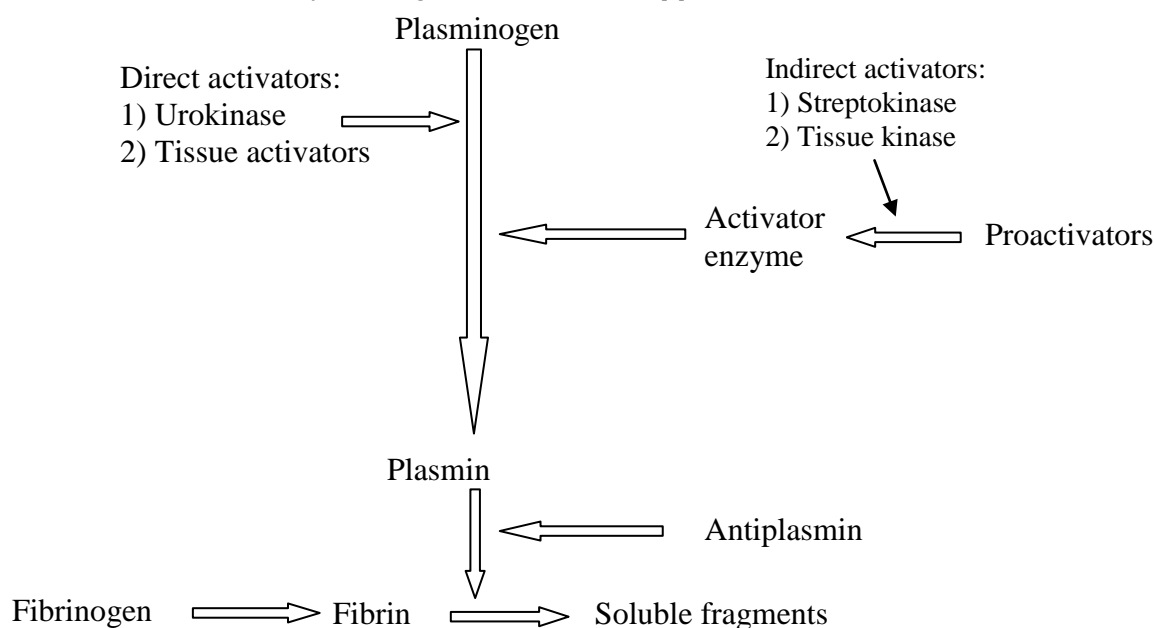 Plasminogen
Direct activators:
1) Urokinase
2) Tissue activators
Indirect activators:
1) Streptokinase
2) Tissue kinase
Activator
enzyme
Proactivators
Plasmin
Antiplasmin
Fibrinogen
Fibrin
Soluble fragments